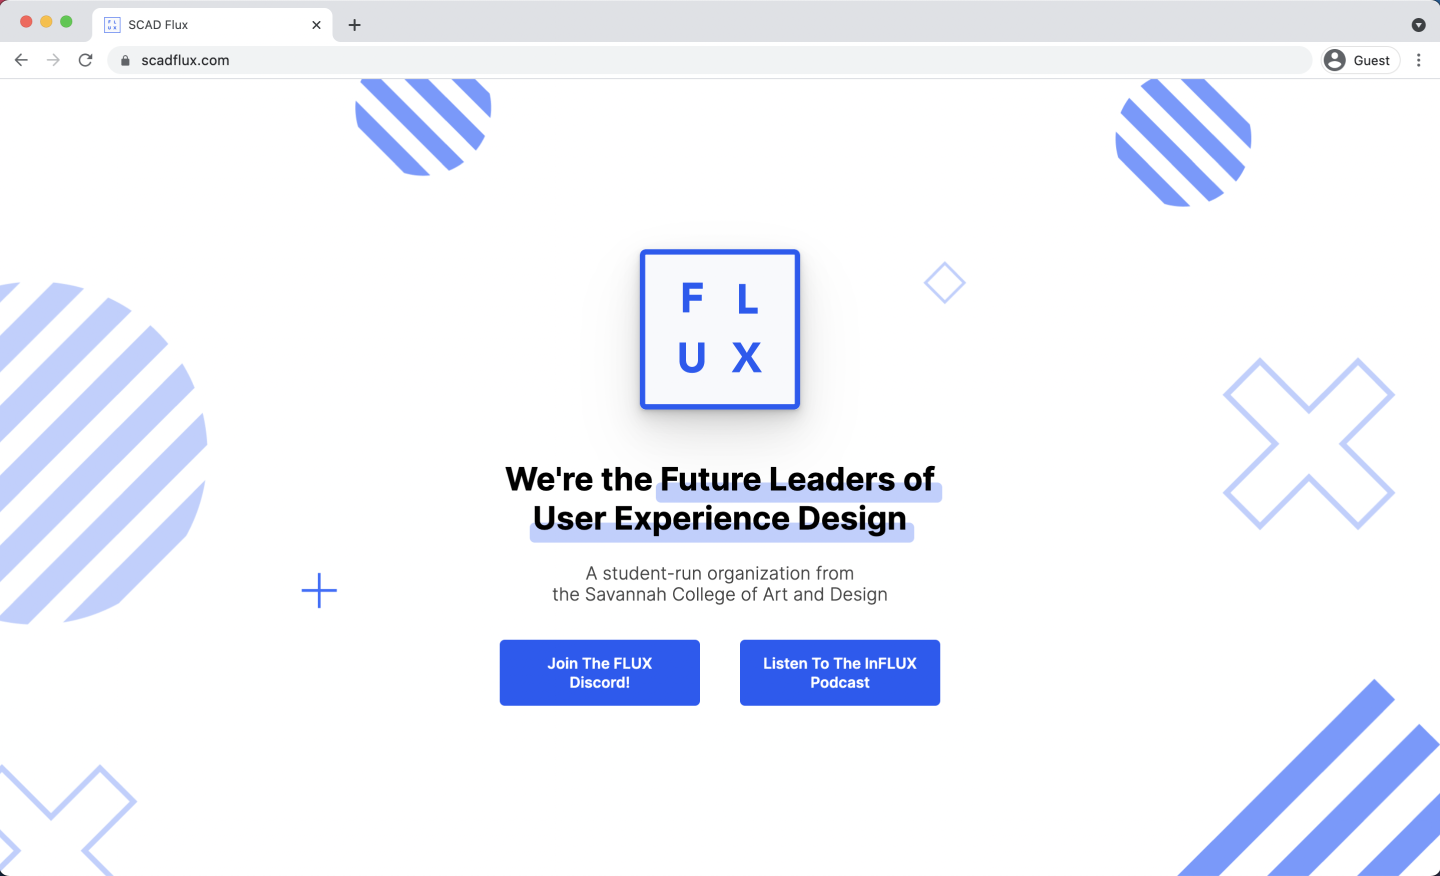 SCAD Flux
scadflux.com
Guest
F L
U X
We're the Future Leaders of
User Experience Design
A student-run organization from
the Savannah College of Art and Design
Join The FLUX
Discord!
Listen To The InFLUX
Podcast